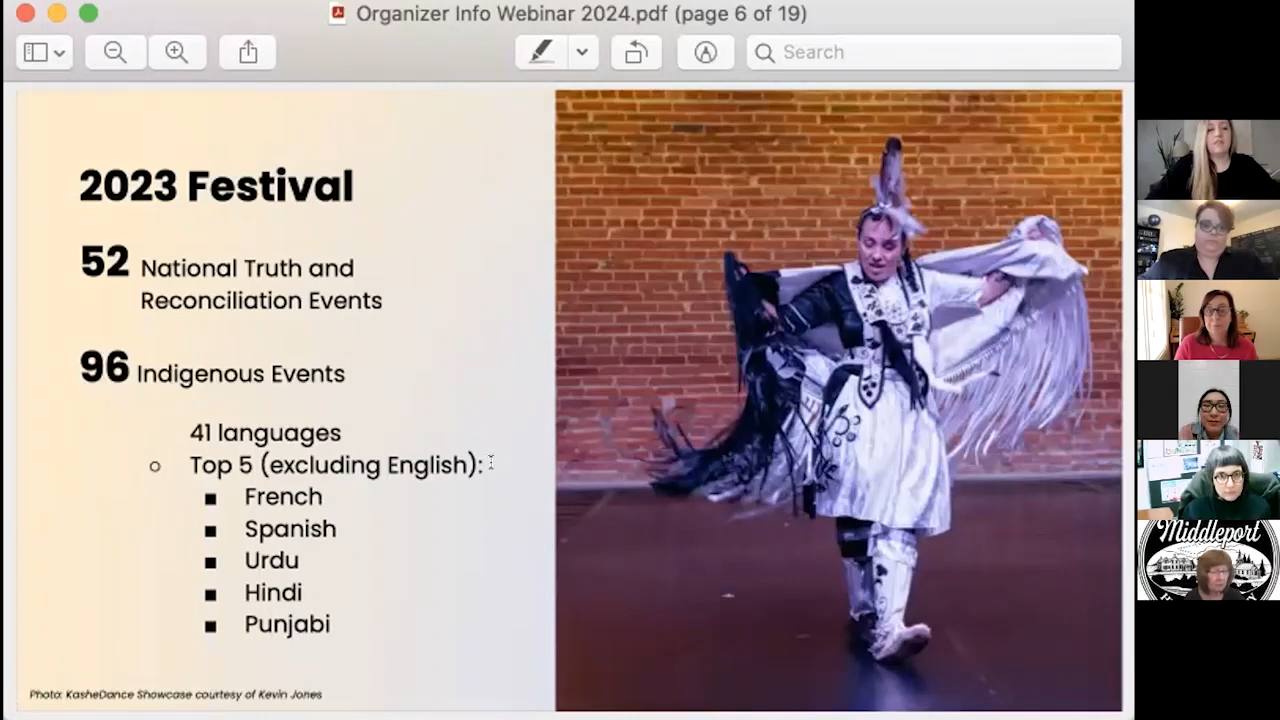 Organizer Info Webinar 2024.pdf (page 6 of 19)
Search
2023 Festival
52 National Truth and
Reconciliation Events
96 Indigenous Events
41 languages
Top 5 (excluding English):
French
Spanish
Urdu
Hindi
Punjabi
Photo: KasheDance Showcase courtesy of Kevin Jones
Middleport